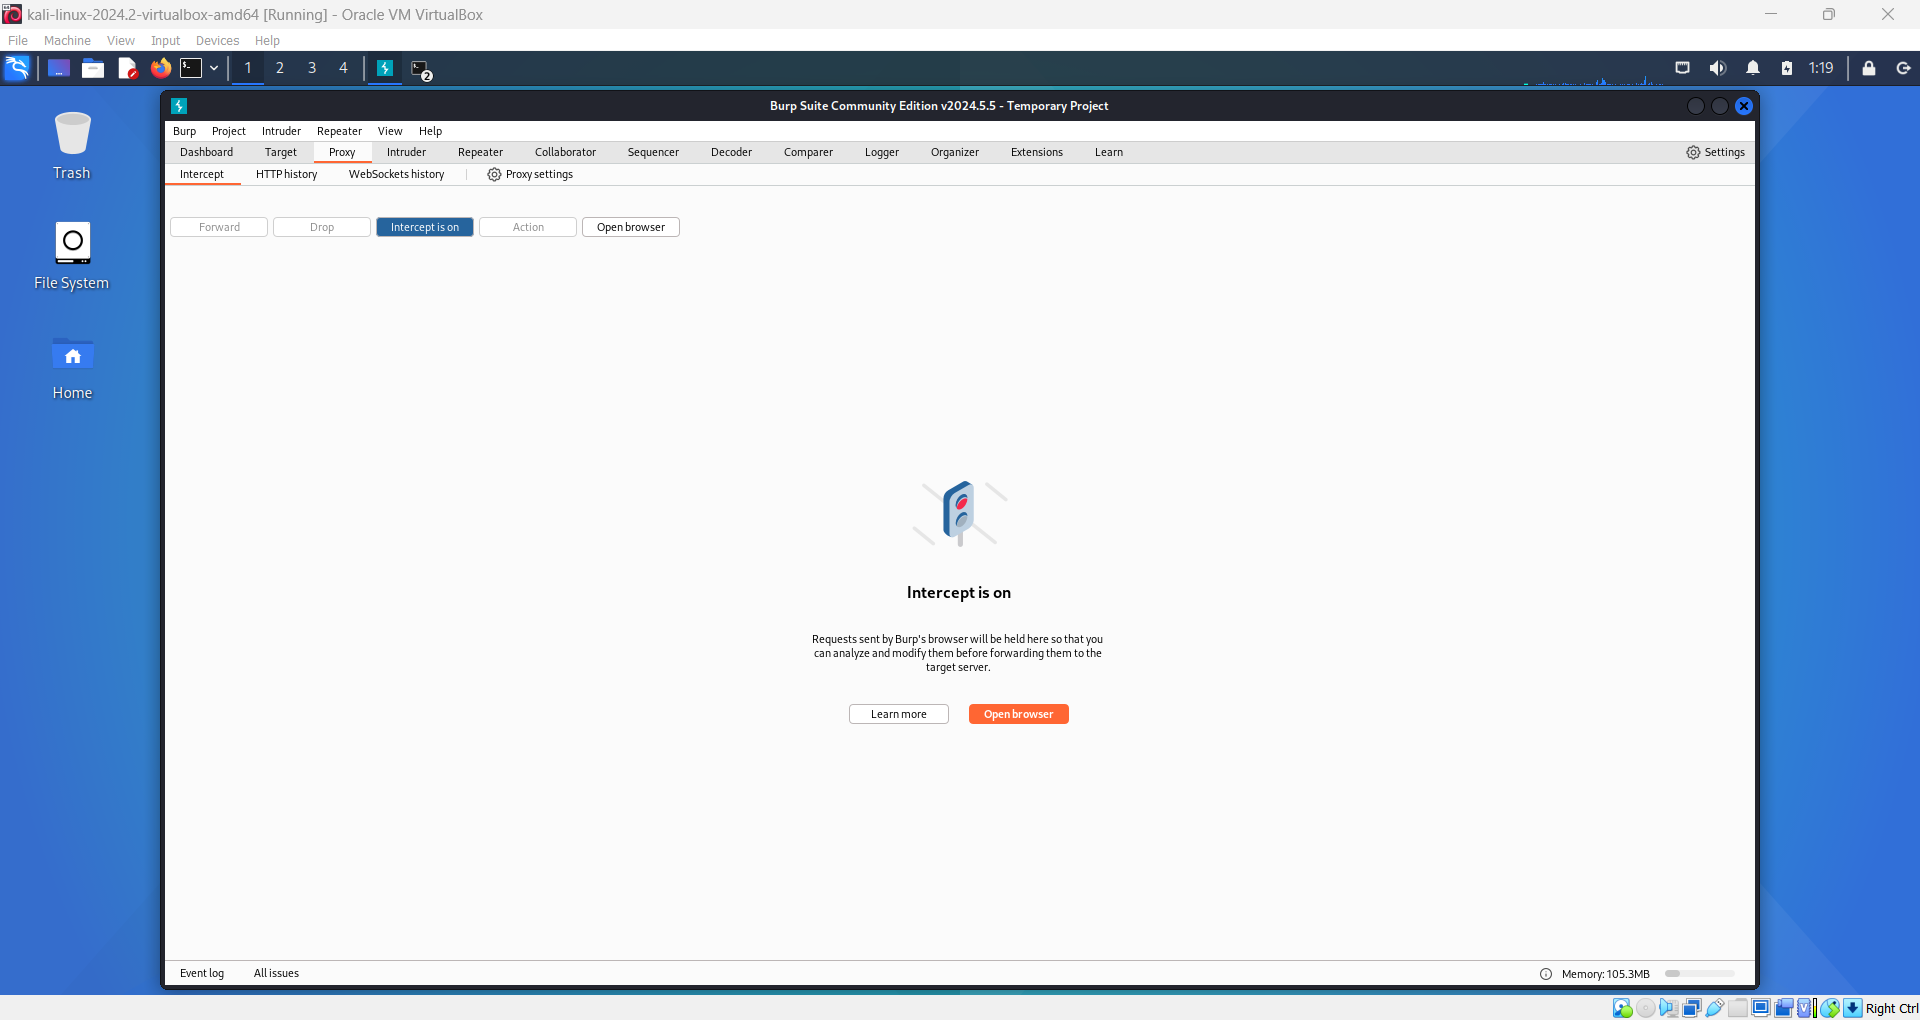 kali-linux-2024.2-virtualbox-amd64 [Running] - Oracle VM VirtualBox
File Machine View Input Devices Help
1 2 3 4 2 1:19
Burp Suite Community Edition v2024.5.5 - Temporary Project
Burp Project Intruder Repeater View Help
Dashboard Target Proxy Intruder Repeater Collaborator Sequencer Decoder Comparer Logger Organizer Extensions Learn Settings
Intercept HTTP history WebSockets history Proxy settings
Forward Drop Intercept is on Action Open browser
Trash
File System
Home
Intercept is on
Requests sent by Burp's browser will be held here so that you
can analyze and modify them before forwarding them to the
target server.
Learn more Open browser
Event log All issues Memory: 105.3MB
Right Ctrl